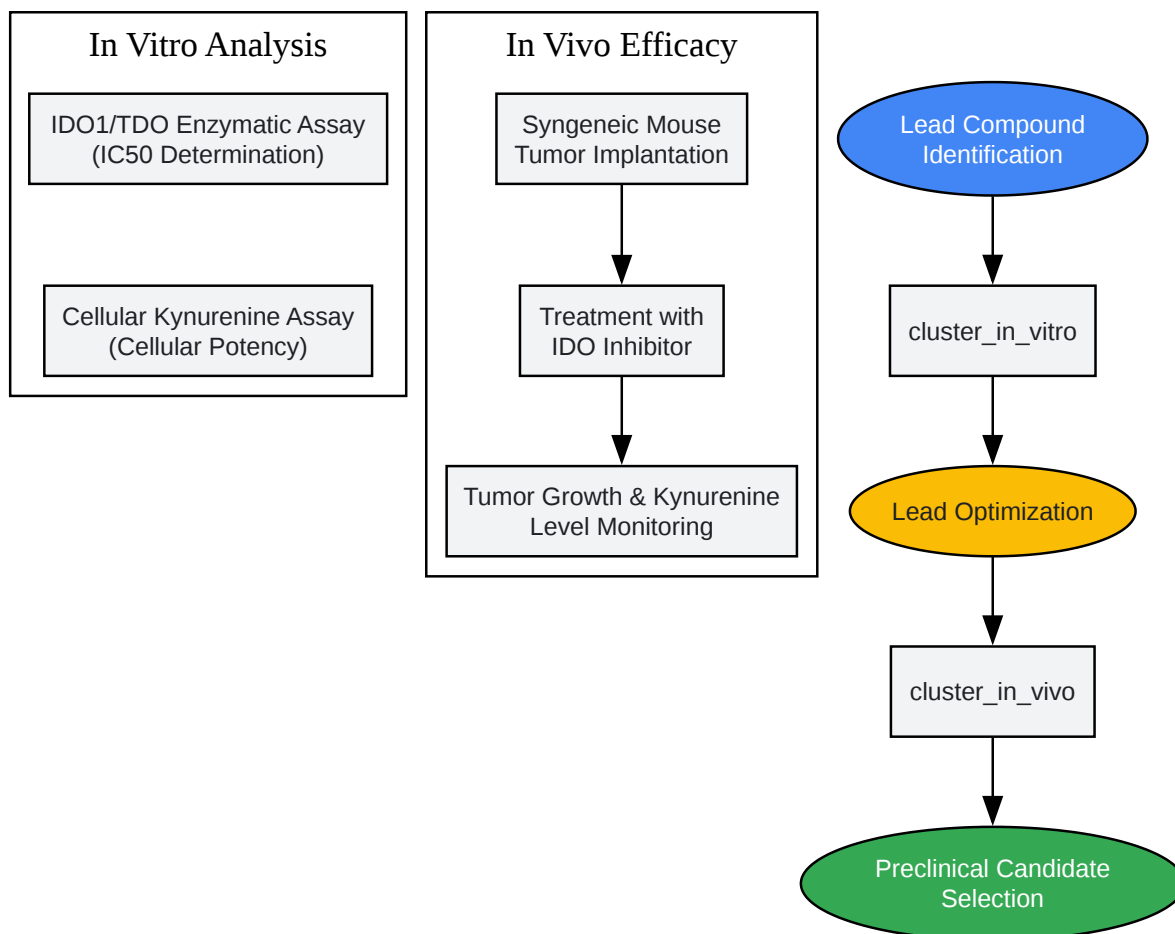 In Vitro Analysis
IDO1/TDO Enzymatic Assay
(IC50 Determination)
Cellular Kynurenine Assay
(Cellular Potency)
In Vivo Efficacy
Syngeneic Mouse
Tumor Implantation
Treatment with
IDO Inhibitor
Tumor Growth & Kynurenine
Level Monitoring
Lead Compound
Identification
cluster_in_vitro
Lead Optimization
cluster_in_vivo
Preclinical Candidate
Selection